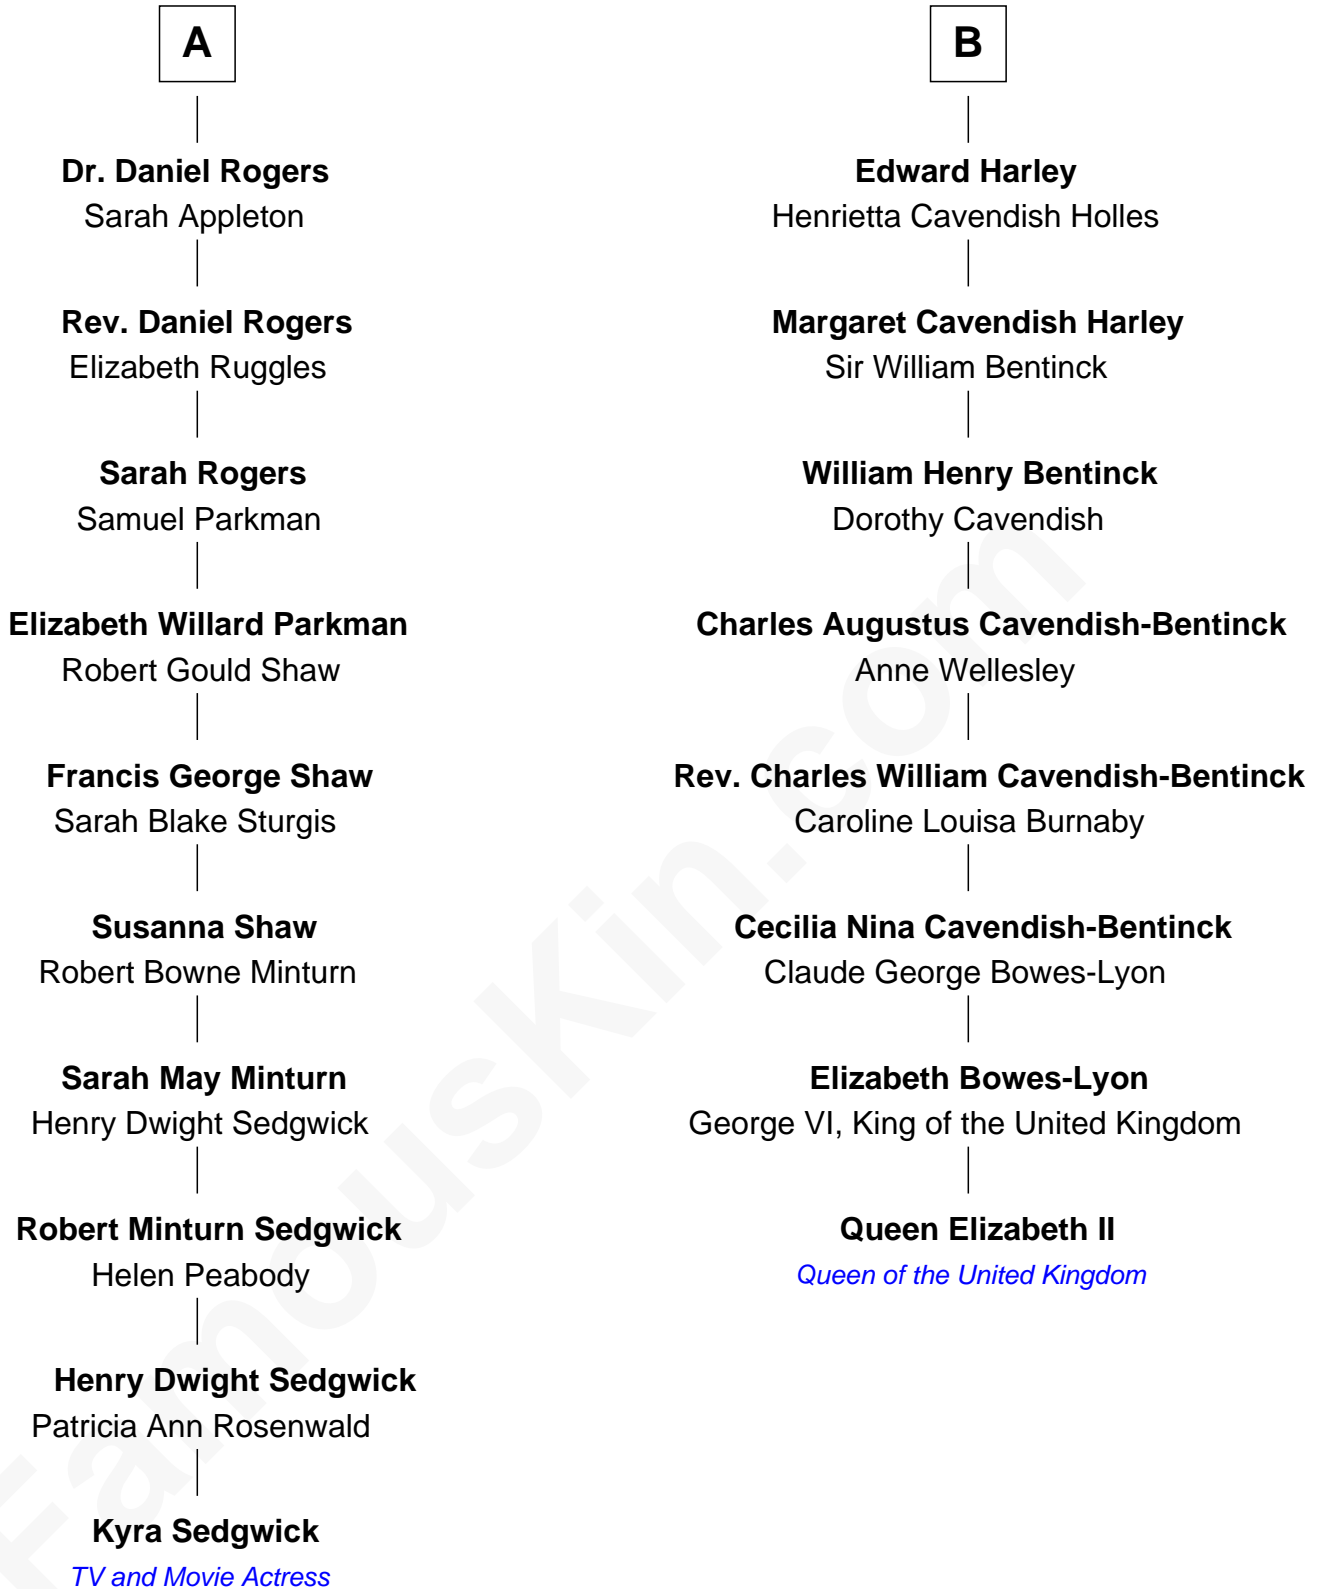 A
Dr. Daniel Rogers
Sarah Appleton
Rev. Daniel Rogers
Elizabeth Ruggles
Sarah Rogers
Samuel Parkman
Elizabeth Willard Parkman
Robert Gould Shaw
Francis George Shaw
Sarah Blake Sturgis
Susanna Shaw
Robert Bowne Minturn
Sarah May Minturn
Henry Dwight Sedgwick
Robert Minturn Sedgwick
Helen Peabody
Henry Dwight Sedgwick
Patricia Ann Rosenwald
Kyra Sedgwick
TV and Movie Actress
B
Edward Harley
Henrietta Cavendish Holles
Margaret Cavendish Harley
Sir William Bentinck
William Henry Bentinck
Dorothy Cavendish
Charles Augustus Cavendish-Bentinck
Anne Wellesley
Rev. Charles William Cavendish-Bentinck
Caroline Louisa Burnaby
Cecilia Nina Cavendish-Bentinck
Claude George Bowes-Lyon
Elizabeth Bowes-Lyon
George VI, King of the United Kingdom
Queen Elizabeth II
Queen of the United Kingdom
FamousKin.com